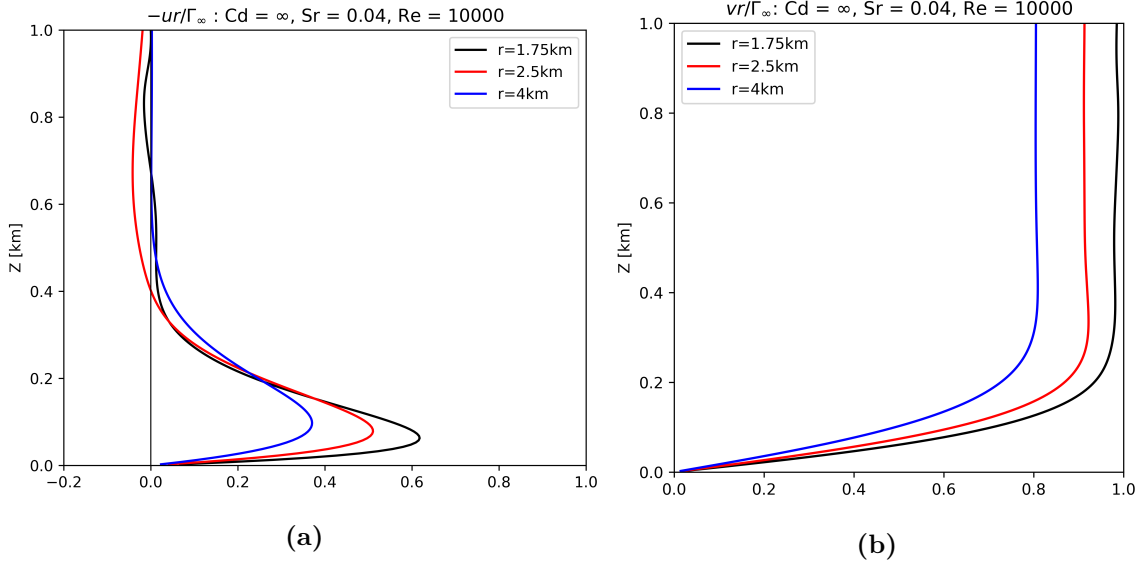 −ur/Γ∞ : Cd = ∞, Sr = 0.04, Re = 10000
1.0
0.8
0.6
0.4
0.2
0.0
Z [km]
r=1.75km
r=2.5km
r=4km
−0.2
0.0
0.2
0.4
0.6
0.8
1.0
(a)
vr/Γ∞: Cd = ∞, Sr = 0.04, Re = 10000
1.0
0.8
0.6
0.4
0.2
0.0
Z [km]
r=1.75km
r=2.5km
r=4km
0.0
0.2
0.4
0.6
0.8
1.0
(b)